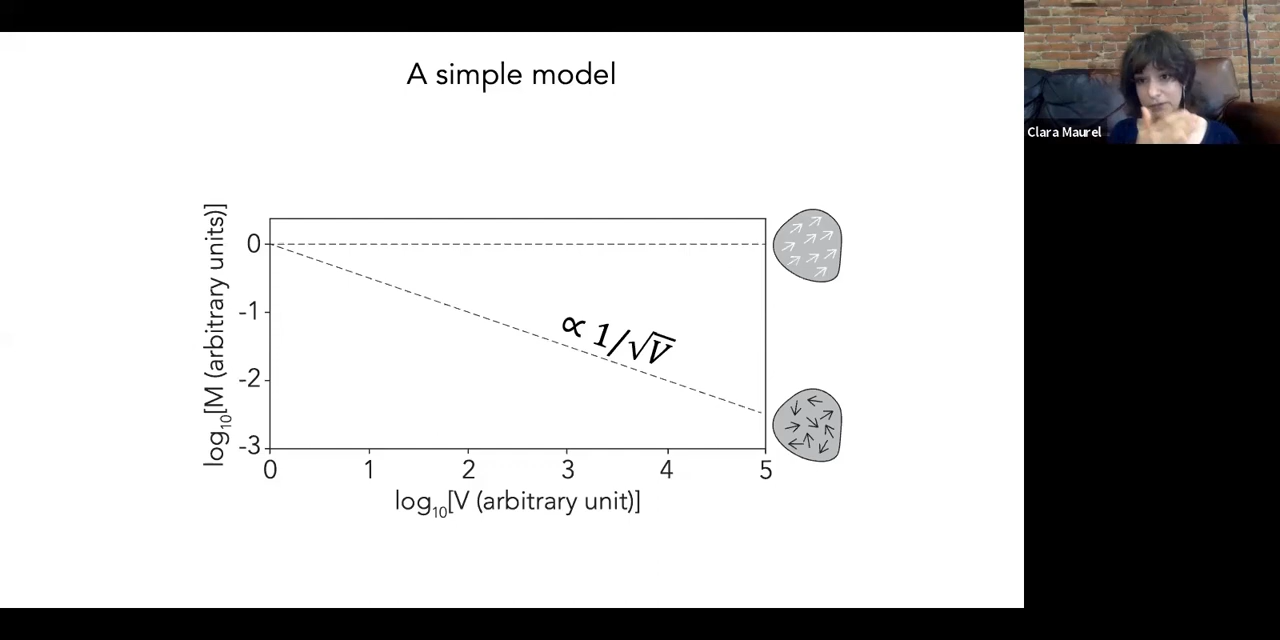 A simple model
Clara Maurel
log10[M (arbitrary units)]
0
-1
-2
-3
∝ 1/√V
0 1 2 3 4 5
log10[V (arbitrary unit)]